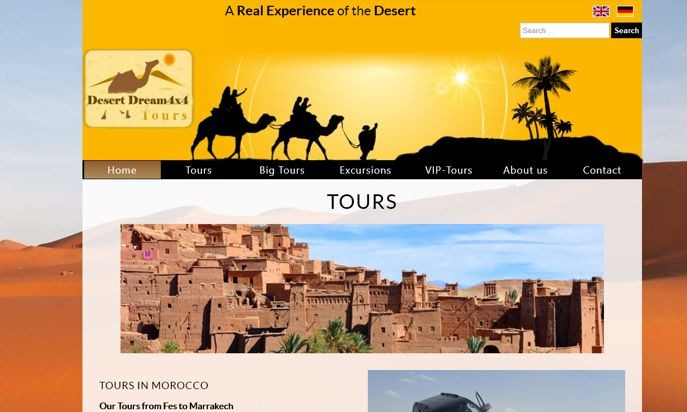 A Real Experience of the Desert
Search ...
Search
Desert Dream4x4
Tours
Home
Tours
Big Tours
Excursions
VIP-Tours
About us
Contact
TOURS
TOURS IN MOROCCO
Our Tours from Fes to Marrakech